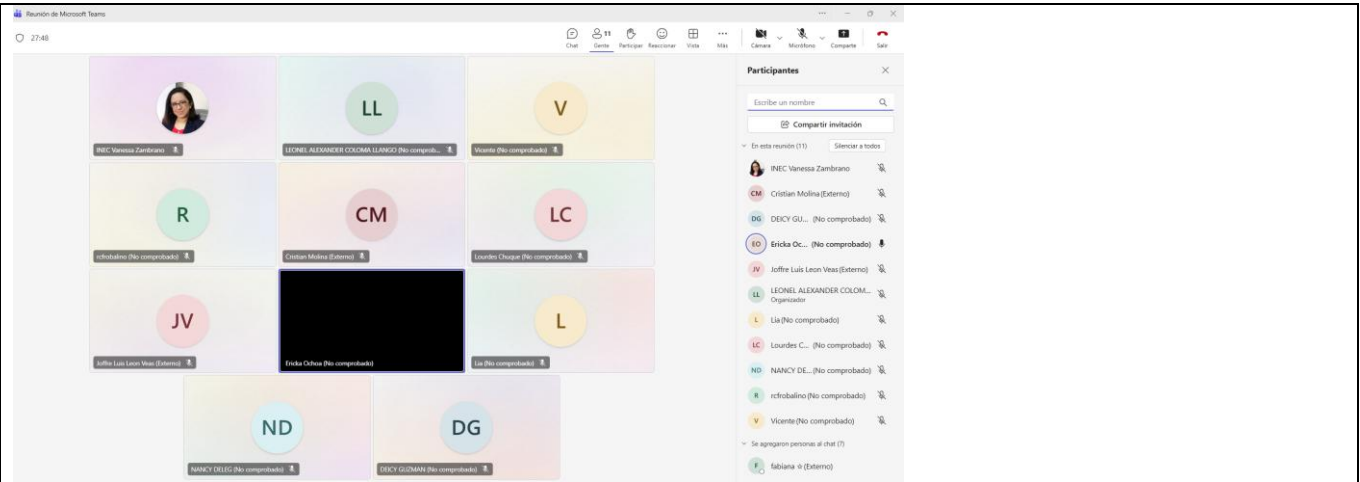 Reunión de Microsoft Teams
27:48
Chat
11
Gente
Participar
Reaccionar
Vista
Más
Cámara
Micrófono
Comparte
Salir
INEC Vanessa Zambrano
LL
LEONEL ALEXANDER COLOMA LLANGO (No comprob...
V
Vicente (No comprobado)
R
rcfrobalino (No comprobado)
CM
Cristian Molina (Externo)
LC
Lourdes Chuque (No comprobado)
JV
Joffre Luis Leon Veas (Externo)
Ericka Ochoa (No comprobado)
L
Lia (No comprobado)
ND
NANCY DELEG (No comprobado)
DG
DEICY GUZMAN (No comprobado)
Participantes
Escribe un nombre
Compartir invitación
En esta reunión (11)
Silenciar a todos
INEC Vanessa Zambrano
CM Cristian Molina (Externo)
DG DEICY GU... (No comprobado)
EO Ericka Oc... (No comprobado)
JV Joffre Luis Leon Veas (Externo)
LL LEONEL ALEXANDER COLOM...
Organizador
L Lia (No comprobado)
LC Lourdes C... (No comprobado)
ND NANCY DE... (No comprobado)
R rcfrobalino (No comprobado)
V Vicente (No comprobado)
Se agregaron personas al chat (7)
F fabiana ☆ (Externo)